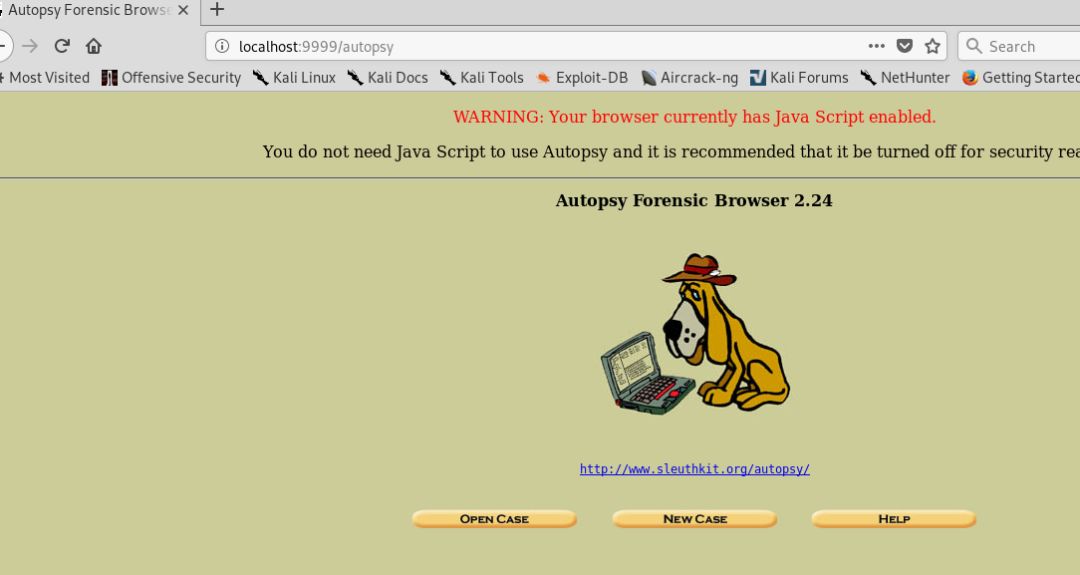 Autopsy Forensic Browse
localhost:9999/autopsy
Search
Most Visited Offensive Security Kali Linux Kali Docs Kali Tools Exploit-DB Aircrack-ng Kali Forums NetHunter Getting Started
WARNING: Your browser currently has Java Script enabled.
You do not need Java Script to use Autopsy and it is recommended that it be turned off for security rea
Autopsy Forensic Browser 2.24
http://www.sleuthkit.org/autopsy/
OPEN CASE NEW CASE HELP